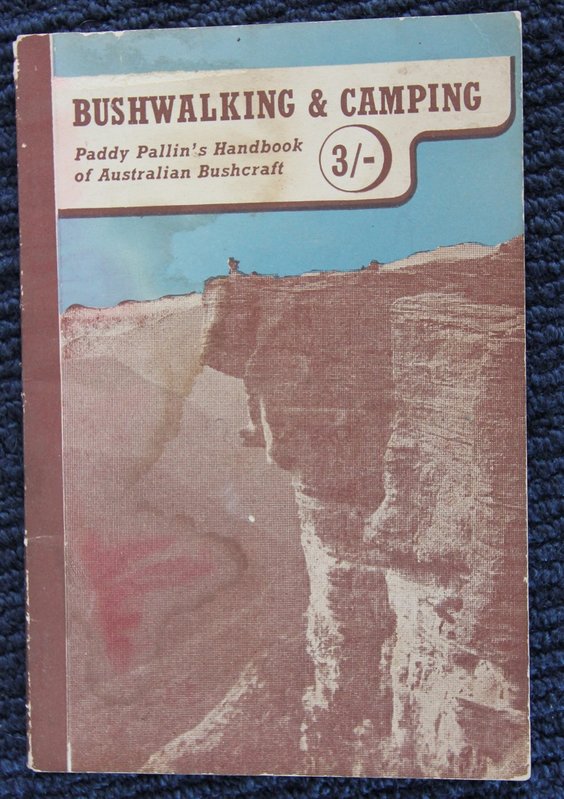 BUSHWALKING & CAMPING
Paddy Pallin's Handbook
of Australian Bushcraft
3/-